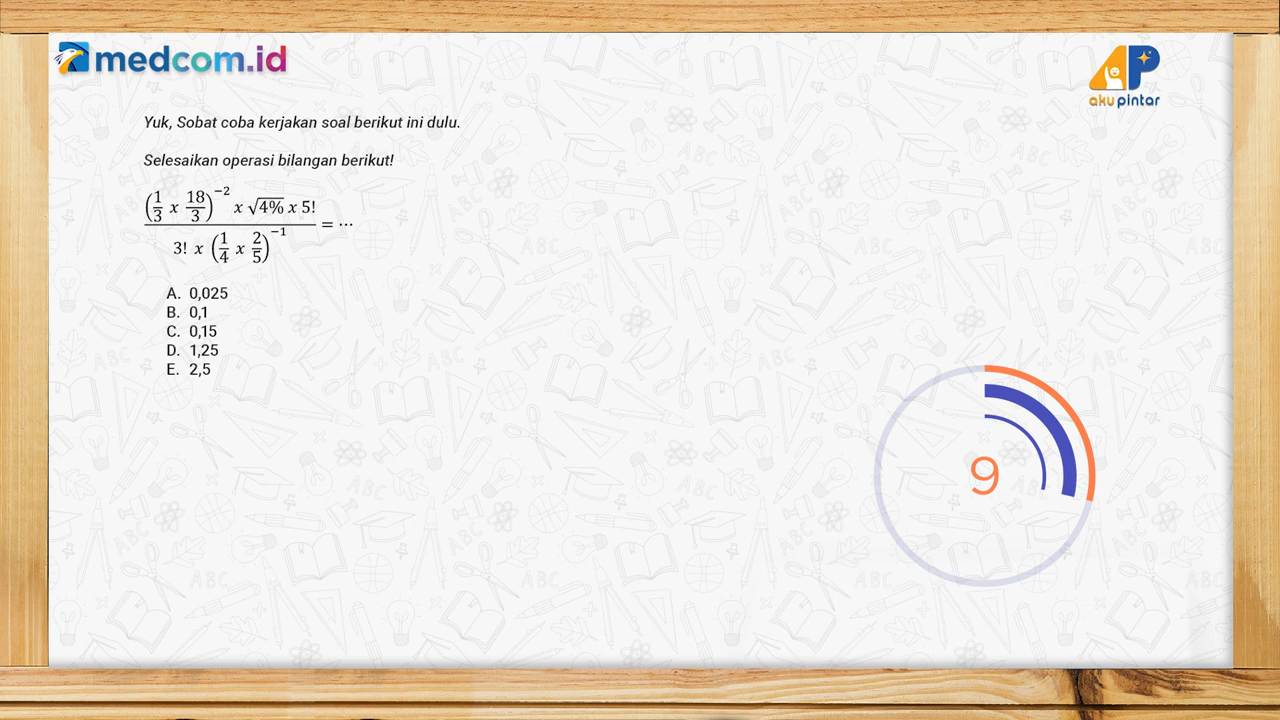 medcom.id
aku pintar
Yuk, Sobat coba kerjakan soal berikut ini dulu.
Selesaikan operasi bilangan berikut!
(1/3 x 18/3)⁻² x √4% x 5!
3! x (1/4 x 2/5)⁻¹
= ⋯
A. 0,025
B. 0,1
C. 0,15
D. 1,25
E. 2,5
9